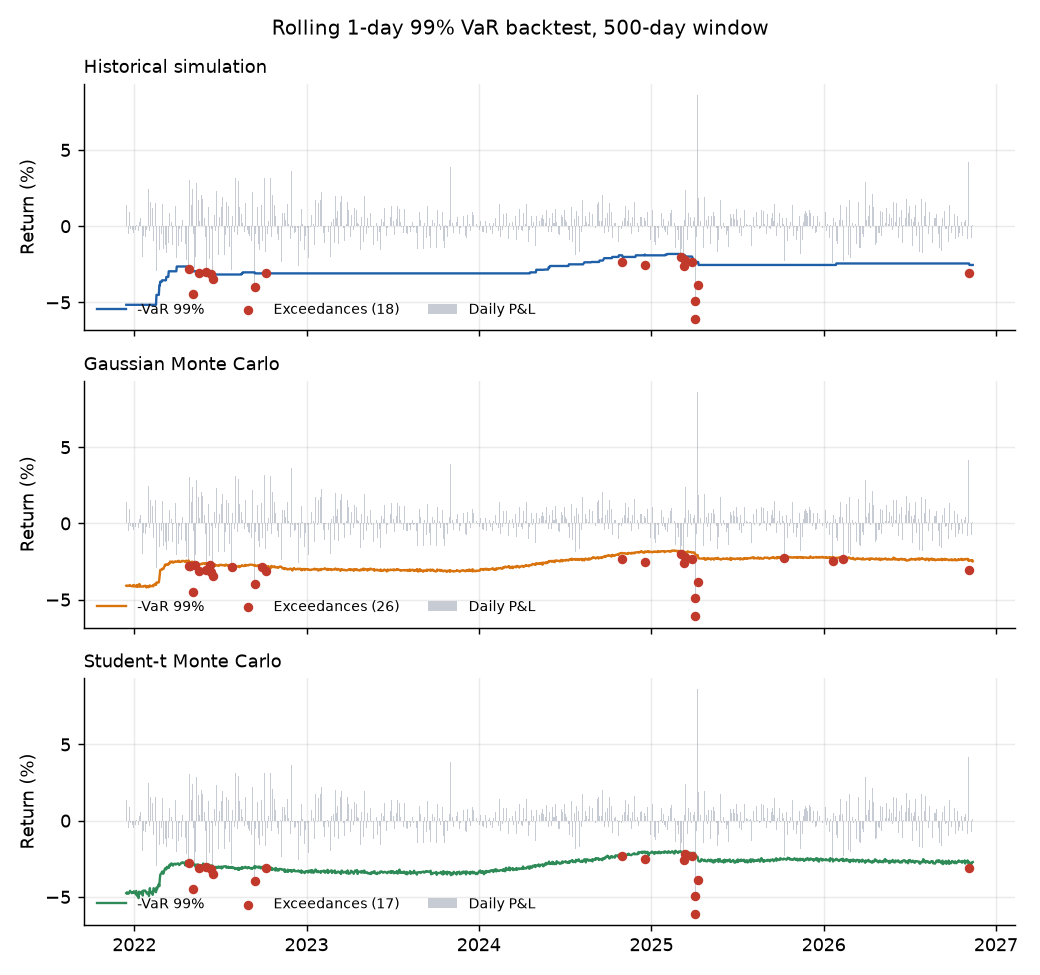 Rolling 1-day 99% VaR backtest, 500-day window
Historical simulation
Return (%)
5
0
−5
-VaR 99% Exceedances (18) Daily P&L
Gaussian Monte Carlo
Return (%)
5
0
−5
-VaR 99% Exceedances (26) Daily P&L
Student-t Monte Carlo
Return (%)
5
0
−5
-VaR 99% Exceedances (17) Daily P&L
2022 2023 2024 2025 2026 2027